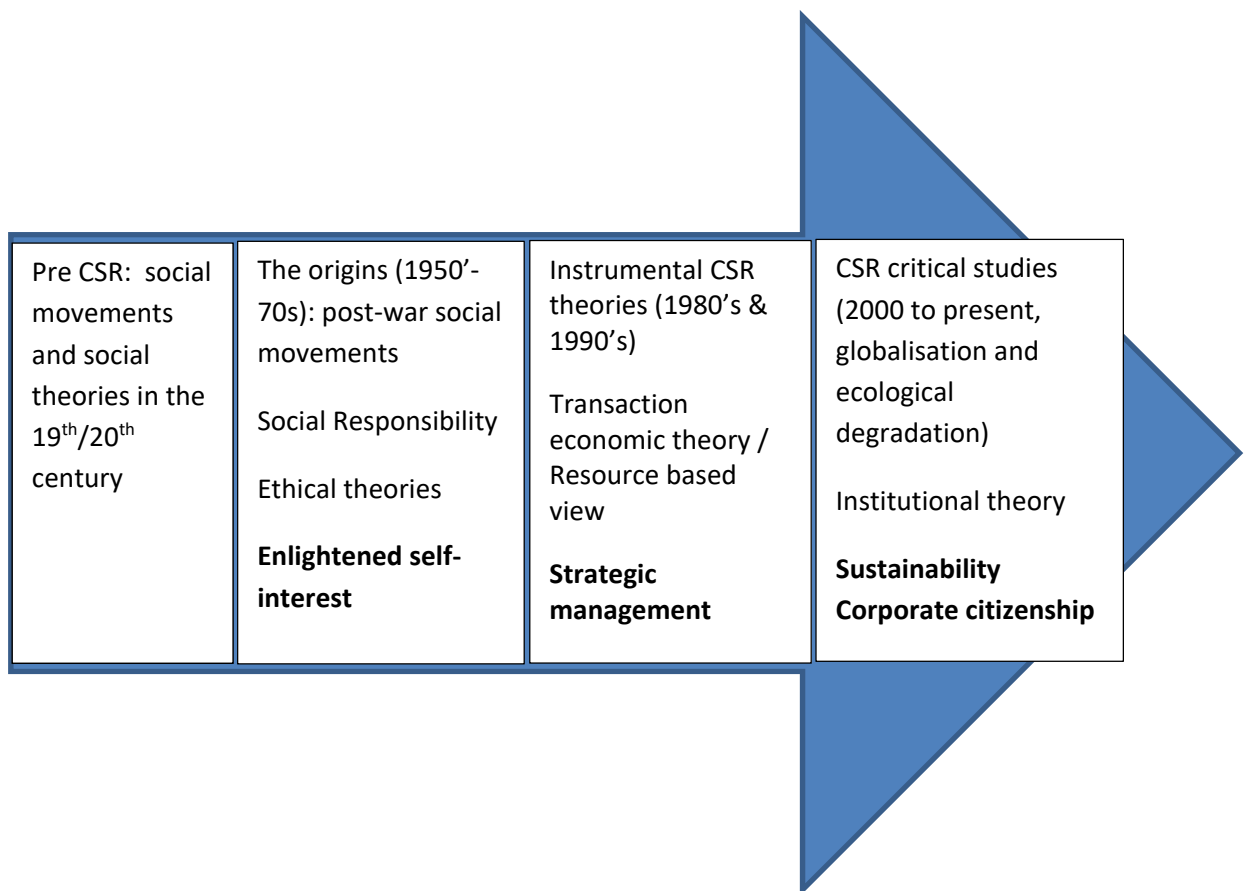 Pre CSR:  social
movements
and social
theories in the
19th/20th
century
The origins (1950’-
70s): post-war social
movements
Social Responsibility
Ethical theories
Enlightened self-
interest
Instrumental CSR
theories (1980’s &
1990’s)
Transaction
economic theory /
Resource based
view
Strategic
management
CSR critical studies
(2000 to present,
globalisation and
ecological
degradation)
Institutional theory
Sustainability
Corporate citizenship